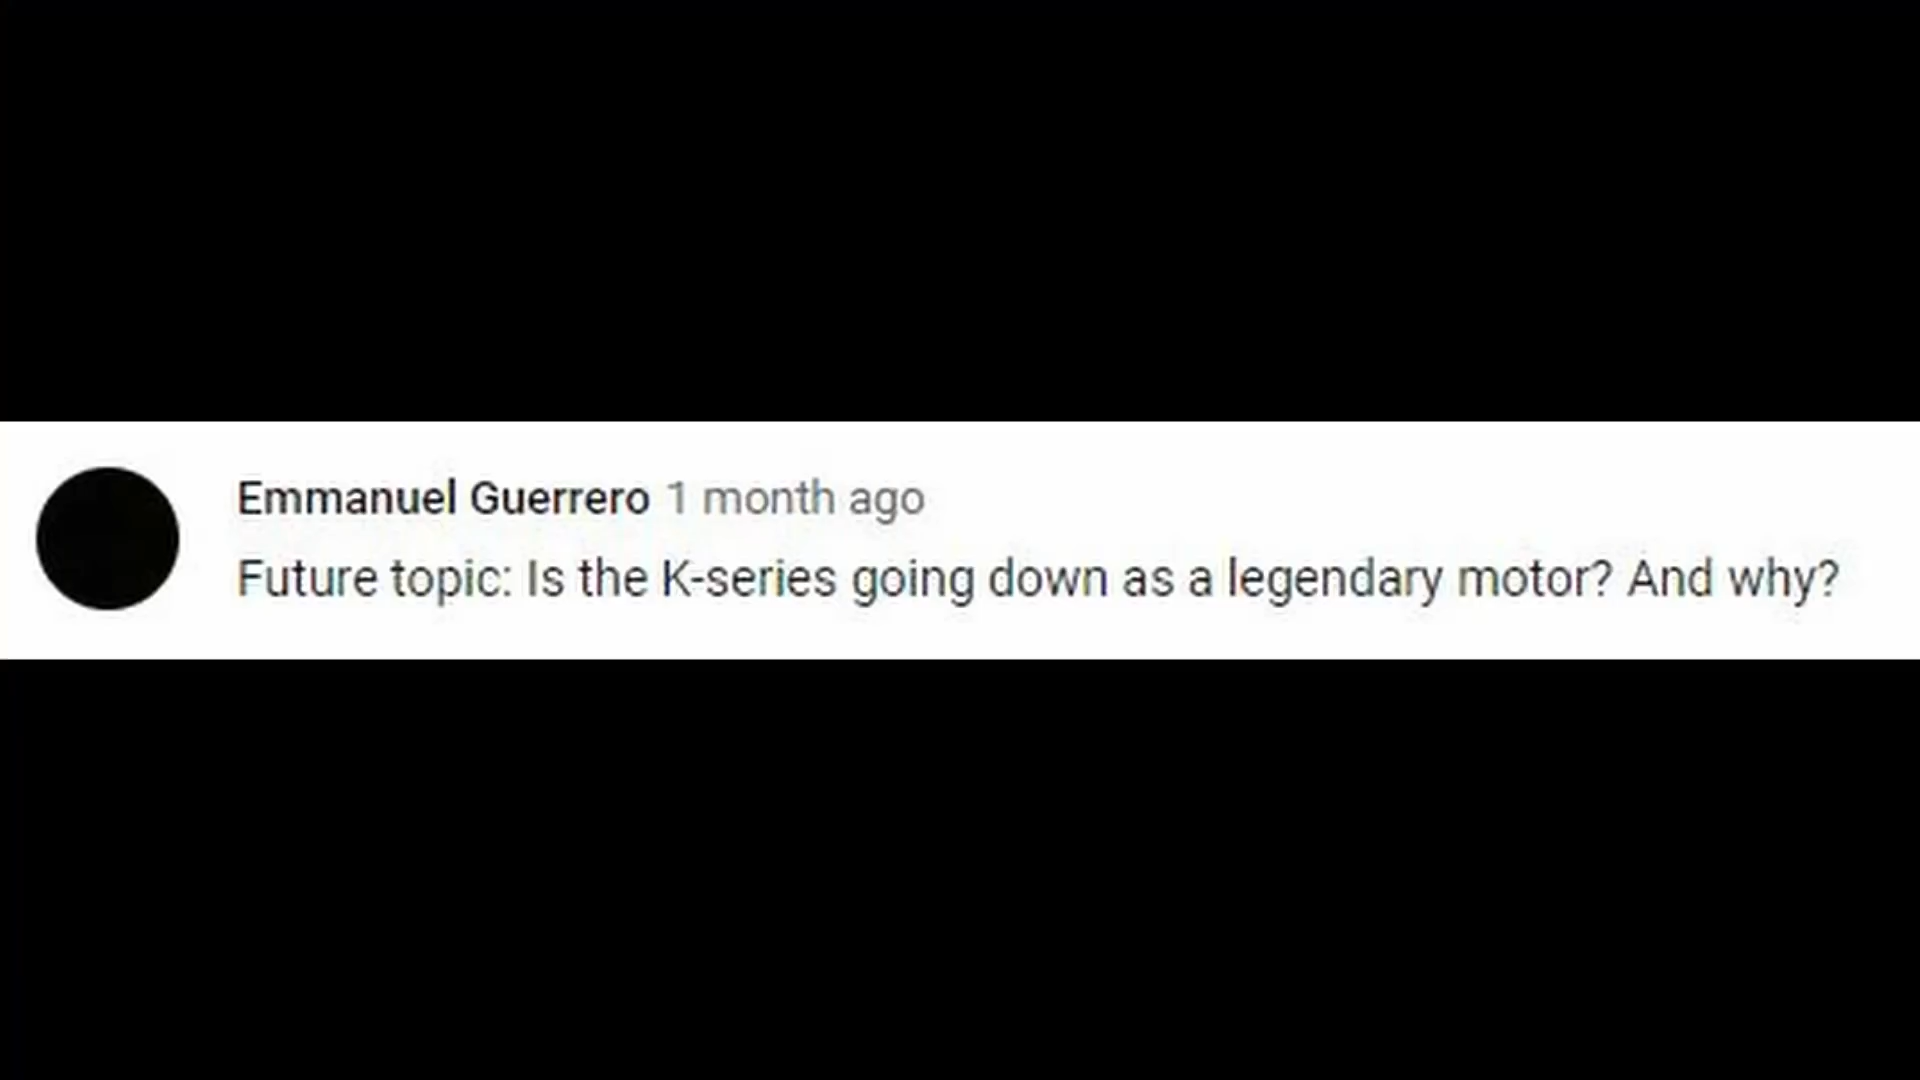 Emmanuel Guerrero 1 month ago
Future topic: Is the K-series going down as a legendary motor? And why?